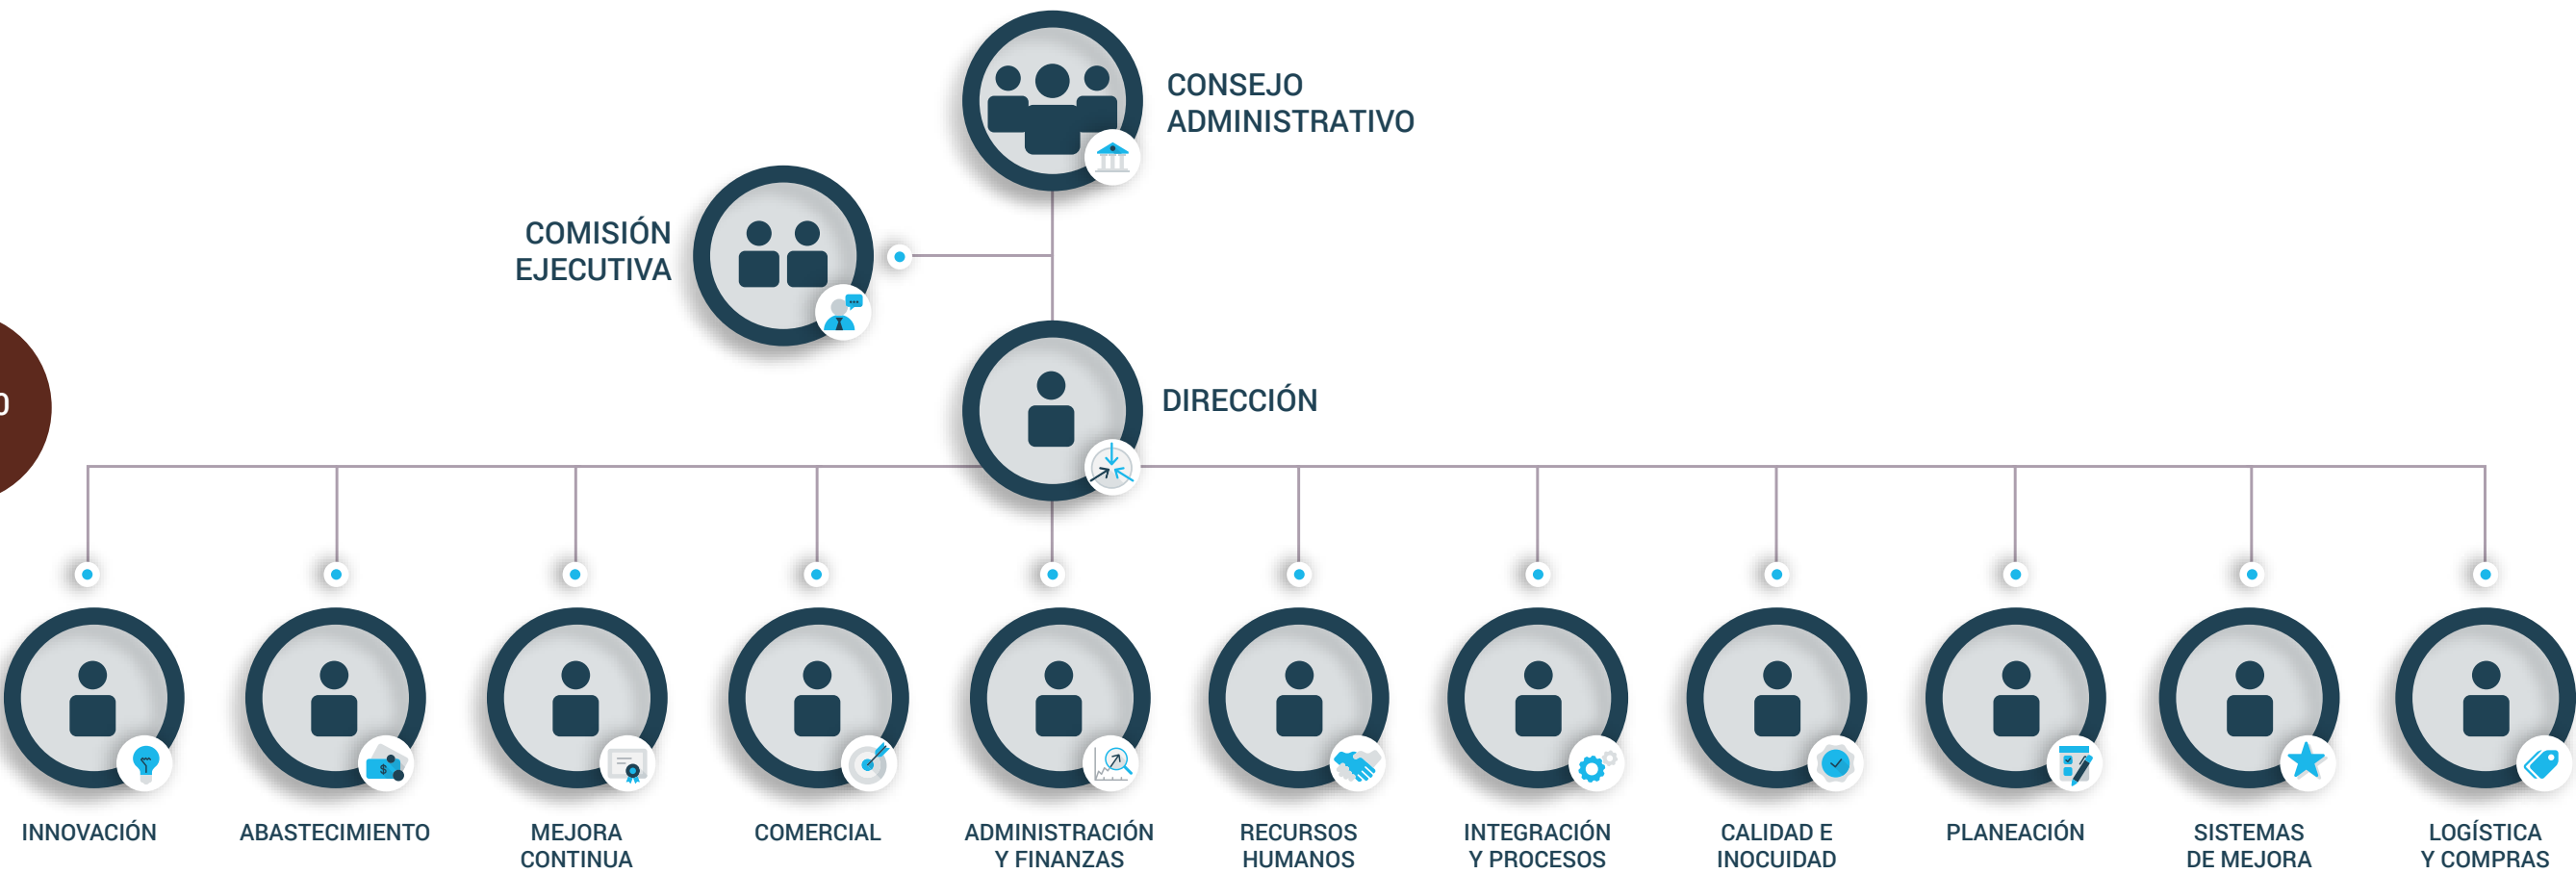 CONSEJO
ADMINISTRATIVO
COMISIÓN
EJECUTIVA
DIRECCIÓN
INNOVACIÓN
ABASTECIMIENTO
MEJORA
CONTINUA
COMERCIAL
ADMINISTRACIÓN
Y FINANZAS
RECURSOS
HUMANOS
INTEGRACIÓN
Y PROCESOS
CALIDAD E
INOCUIDAD
PLANEACIÓN
SISTEMAS
DE MEJORA
LOGÍSTICA
Y COMPRAS